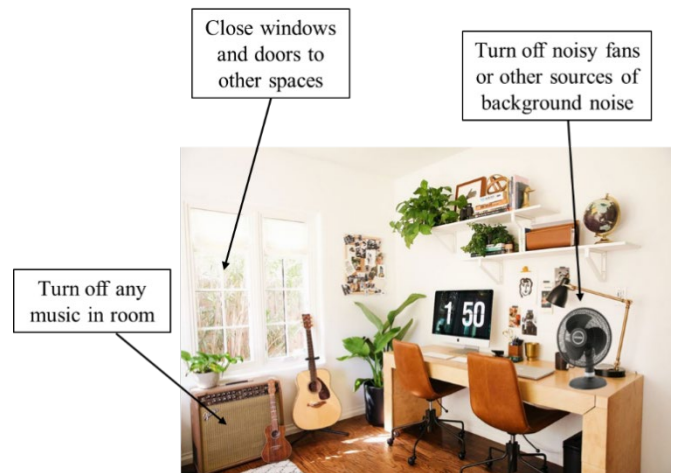 Close windows
and doors to
other spaces
Turn off noisy fans
or other sources of
background noise
Turn off any
music in room
1 50